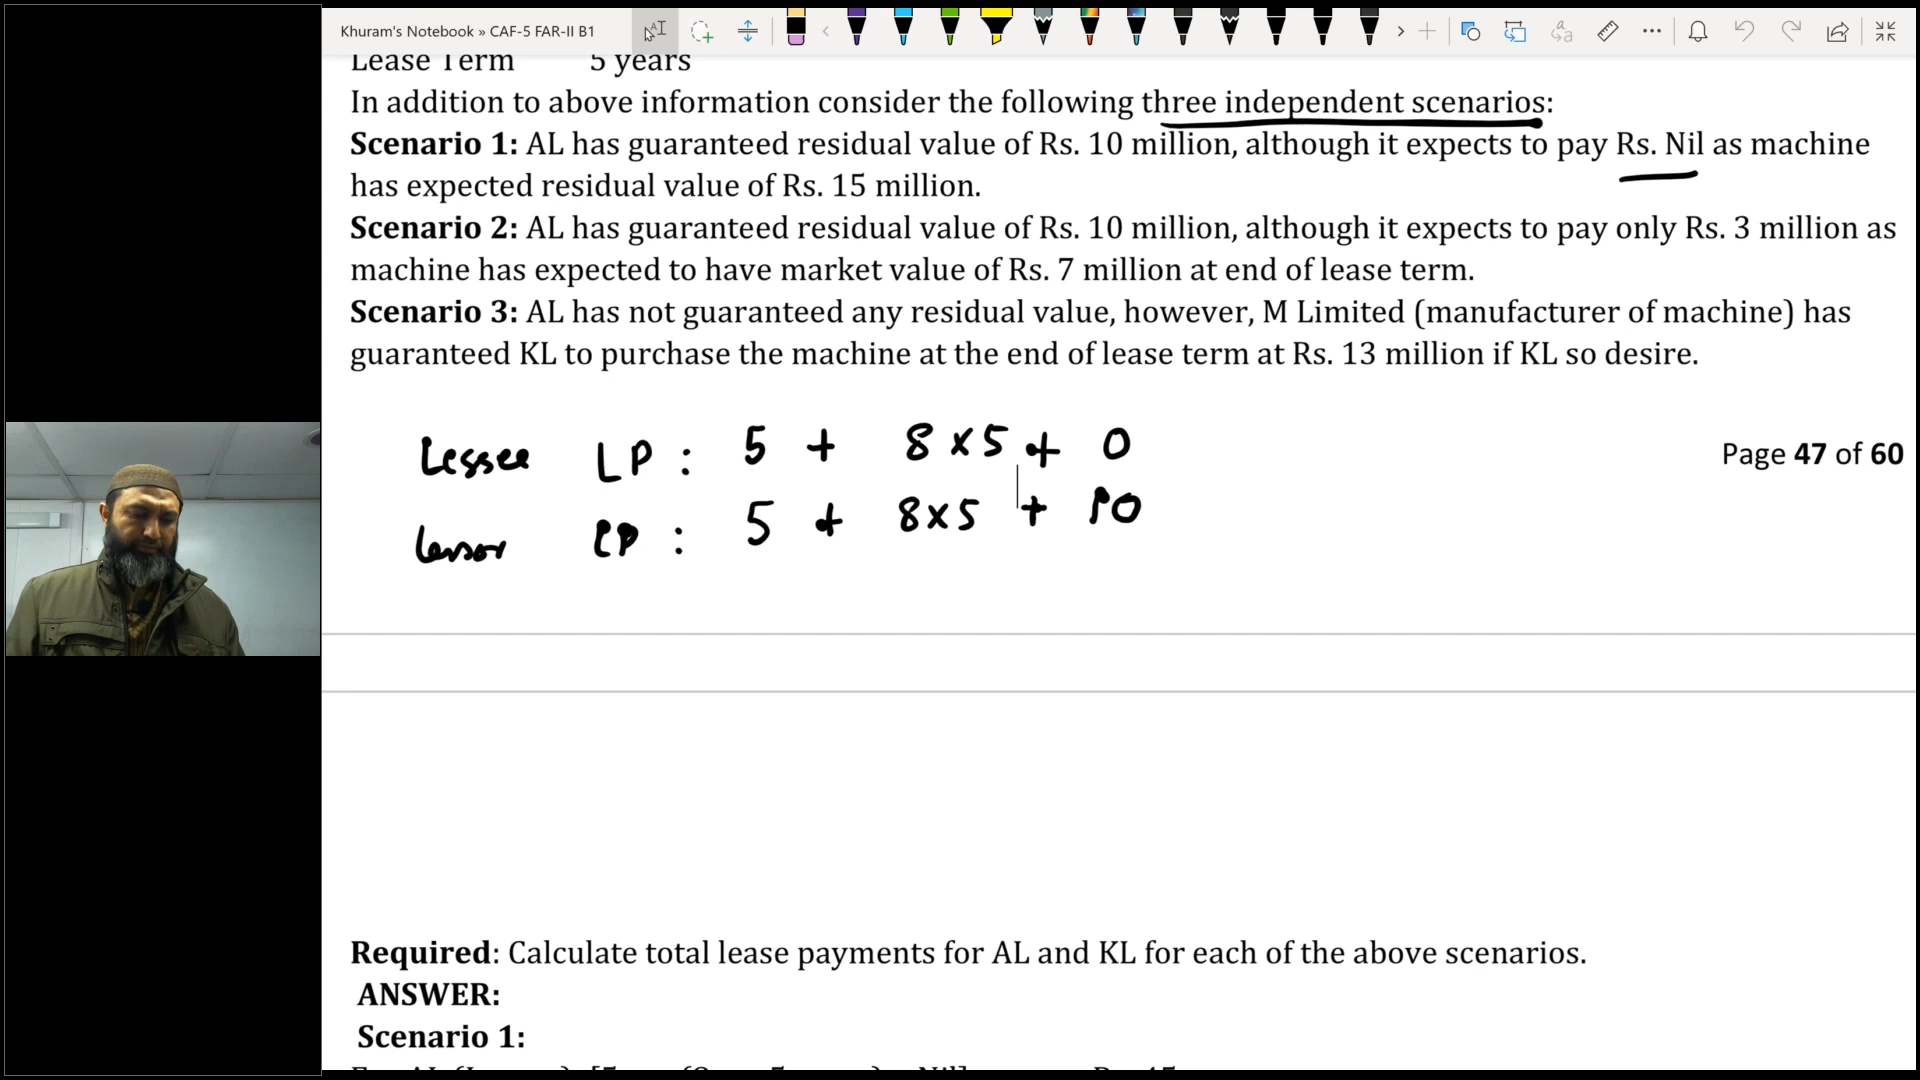 Khuram's Notebook » CAF-5 FAR-II B1
Lease Term 5 years
In addition to above information consider the following three independent scenarios:
Scenario 1: AL has guaranteed residual value of Rs. 10 million, although it expects to pay Rs. Nil as machine
has expected residual value of Rs. 15 million.
Scenario 2: AL has guaranteed residual value of Rs. 10 million, although it expects to pay only Rs. 3 million as
machine has expected to have market value of Rs. 7 million at end of lease term.
Scenario 3: AL has not guaranteed any residual value, however, M Limited (manufacturer of machine) has
guaranteed KL to purchase the machine at the end of lease term at Rs. 13 million if KL so desire.
Lessee LP : 5 + 8 x 5 + 0
Page 47 of 60
Lessor LP : 5 + 8 x 5 + 10
Required: Calculate total lease payments for AL and KL for each of the above scenarios.
ANSWER:
Scenario 1: